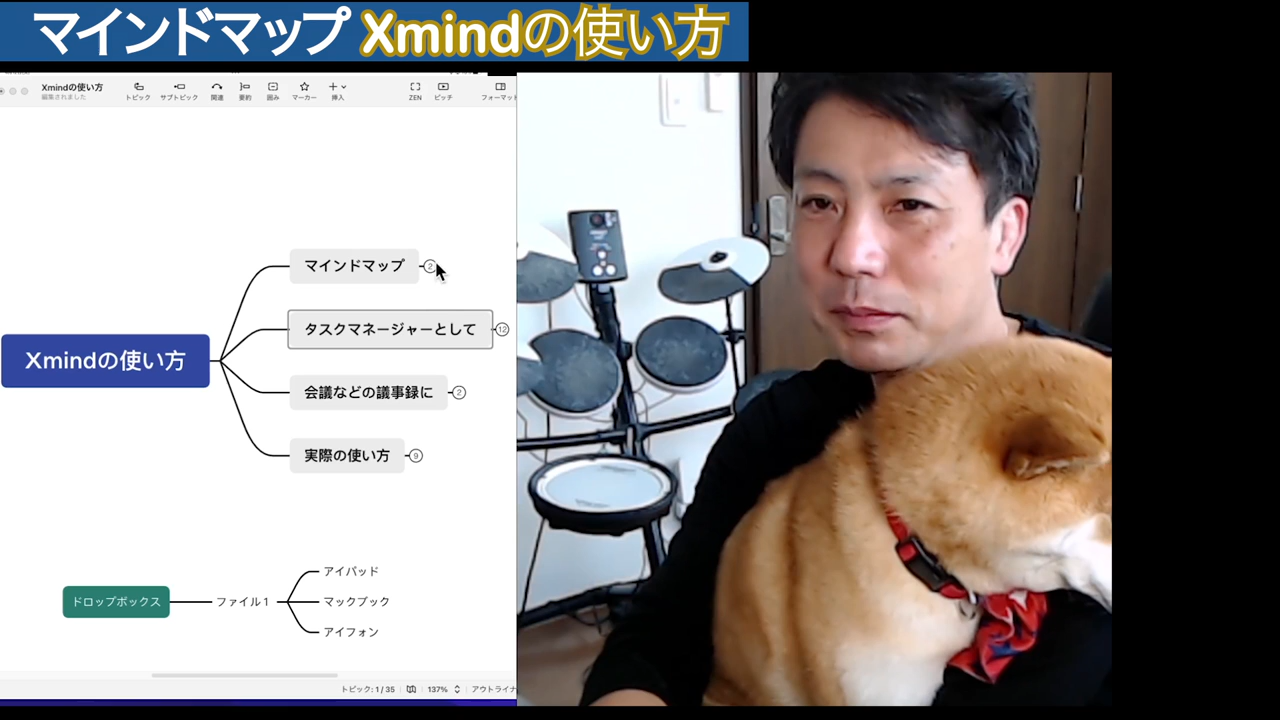 マインドマップ Xmindの使い方
Xmindの使い方
編集されました
トピック サブトピック 関連 要約 囲み マーカー 挿入 ZEN ピッチ フォーマット
マインドマップ 2
タスクマネージャーとして 12
Xmindの使い方
会議などの議事録に 2
実際の使い方 9
アイパッド
ドロップボックス ファイル1 マックブック
アイフォン
トピック: 1 / 35 137% アウトライナ